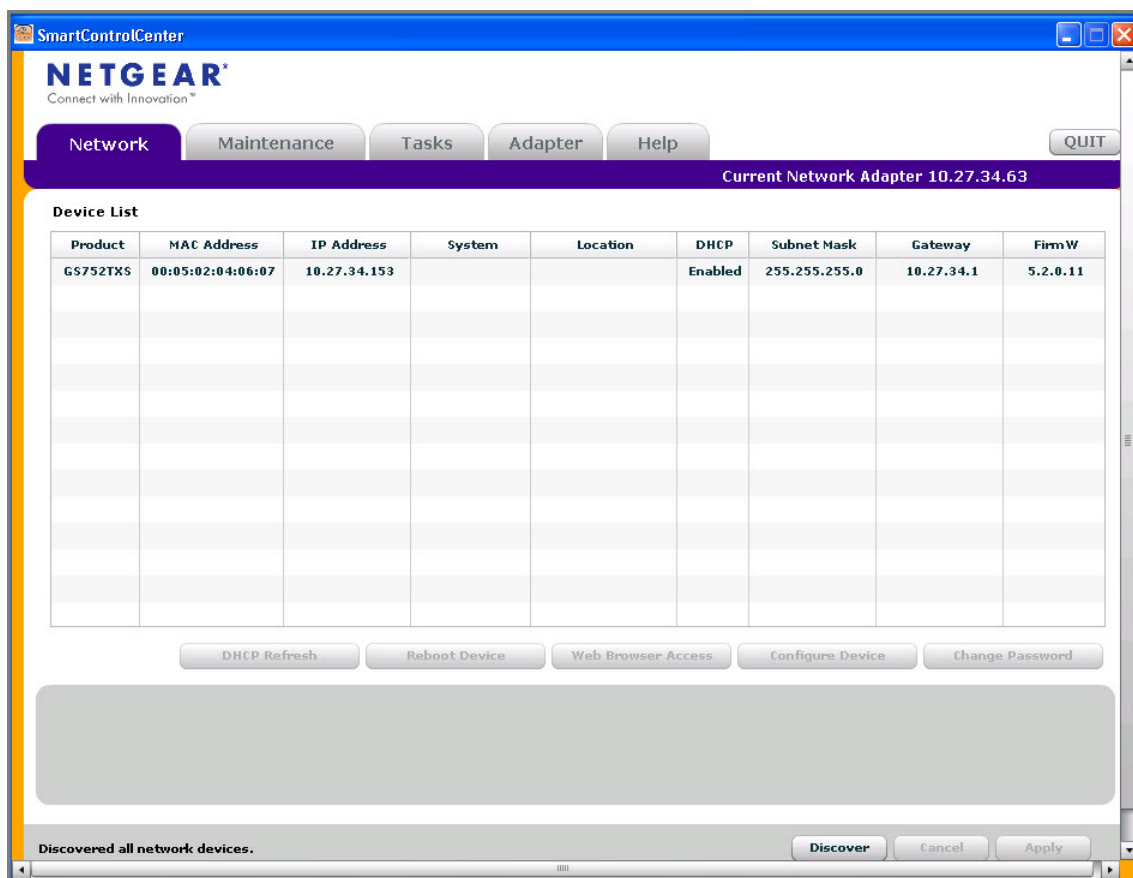 SmartControlCenter
NETGEAR®
Connect with Innovation™
Network Maintenance Tasks Adapter Help QUIT
Current Network Adapter 10.27.34.63
Device List
Product MAC Address IP Address System Location DHCP Subnet Mask Gateway FirmW
GS752TXS 00:05:02:04:06:07 10.27.34.153 Enabled 255.255.255.0 10.27.34.1 5.2.0.11
DHCP Refresh Reboot Device Web Browser Access Configure Device Change Password
Discovered all network devices. Discover Cancel Apply